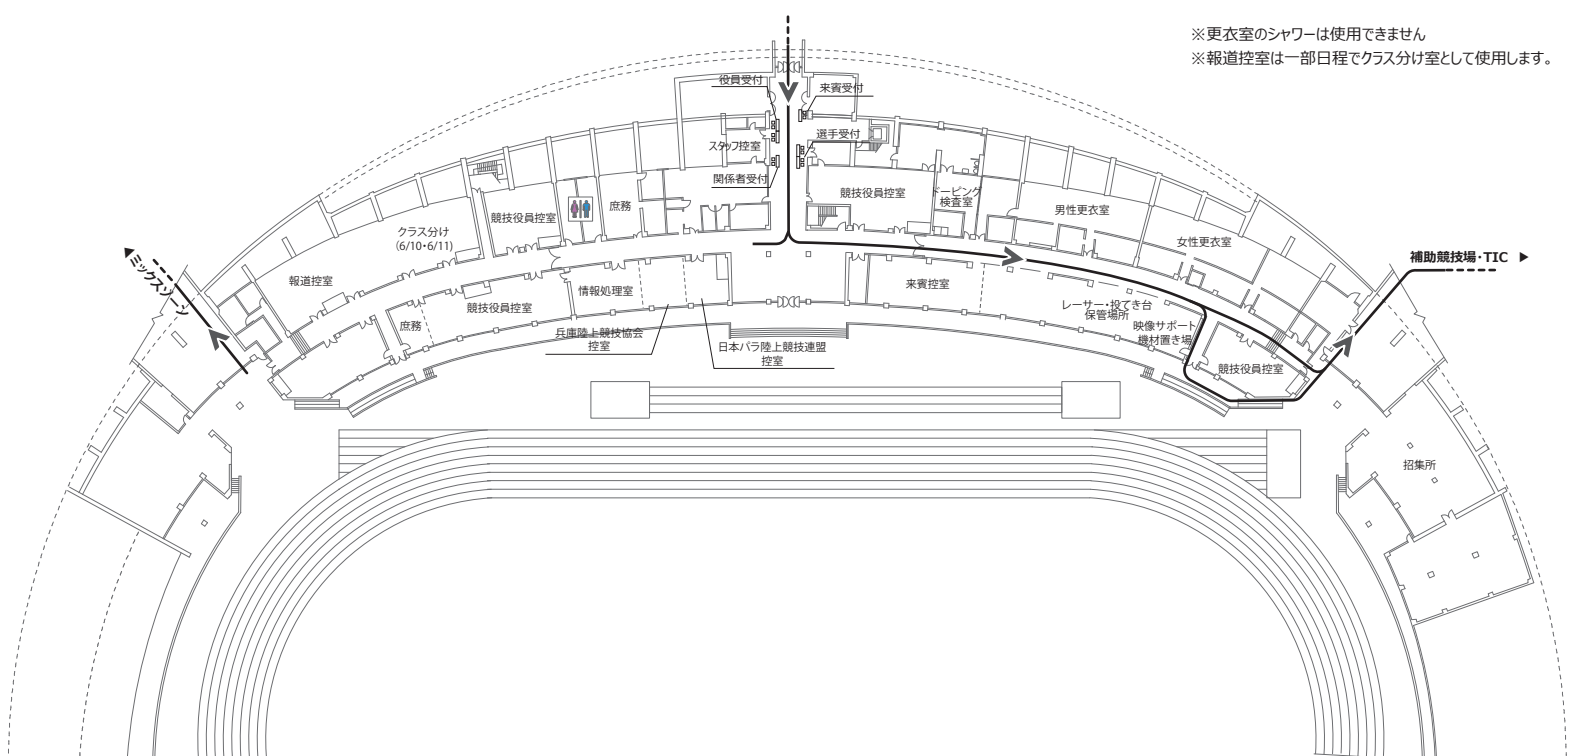 ※更衣室のシャワーは使用できません
※報道控室は一部日程でクラス分け室として使用します。
役員受付
来賓受付
スタッフ控室
選手受付
関係者受付
競技役員控室
庶務
競技役員控室
ドーピング
検査室
男性更衣室
女性更衣室
クラス分け
(6/10・6/11)
報道控室
ミックスゾーン
補助競技場・TIC
情報処理室
競技役員控室
庶務
来賓控室
レーサー・投てき台
保管場所
映像サポート
機材置き場
兵庫陸上競技協会
控室
日本パラ陸上競技連盟
控室
競技役員控室
招集所